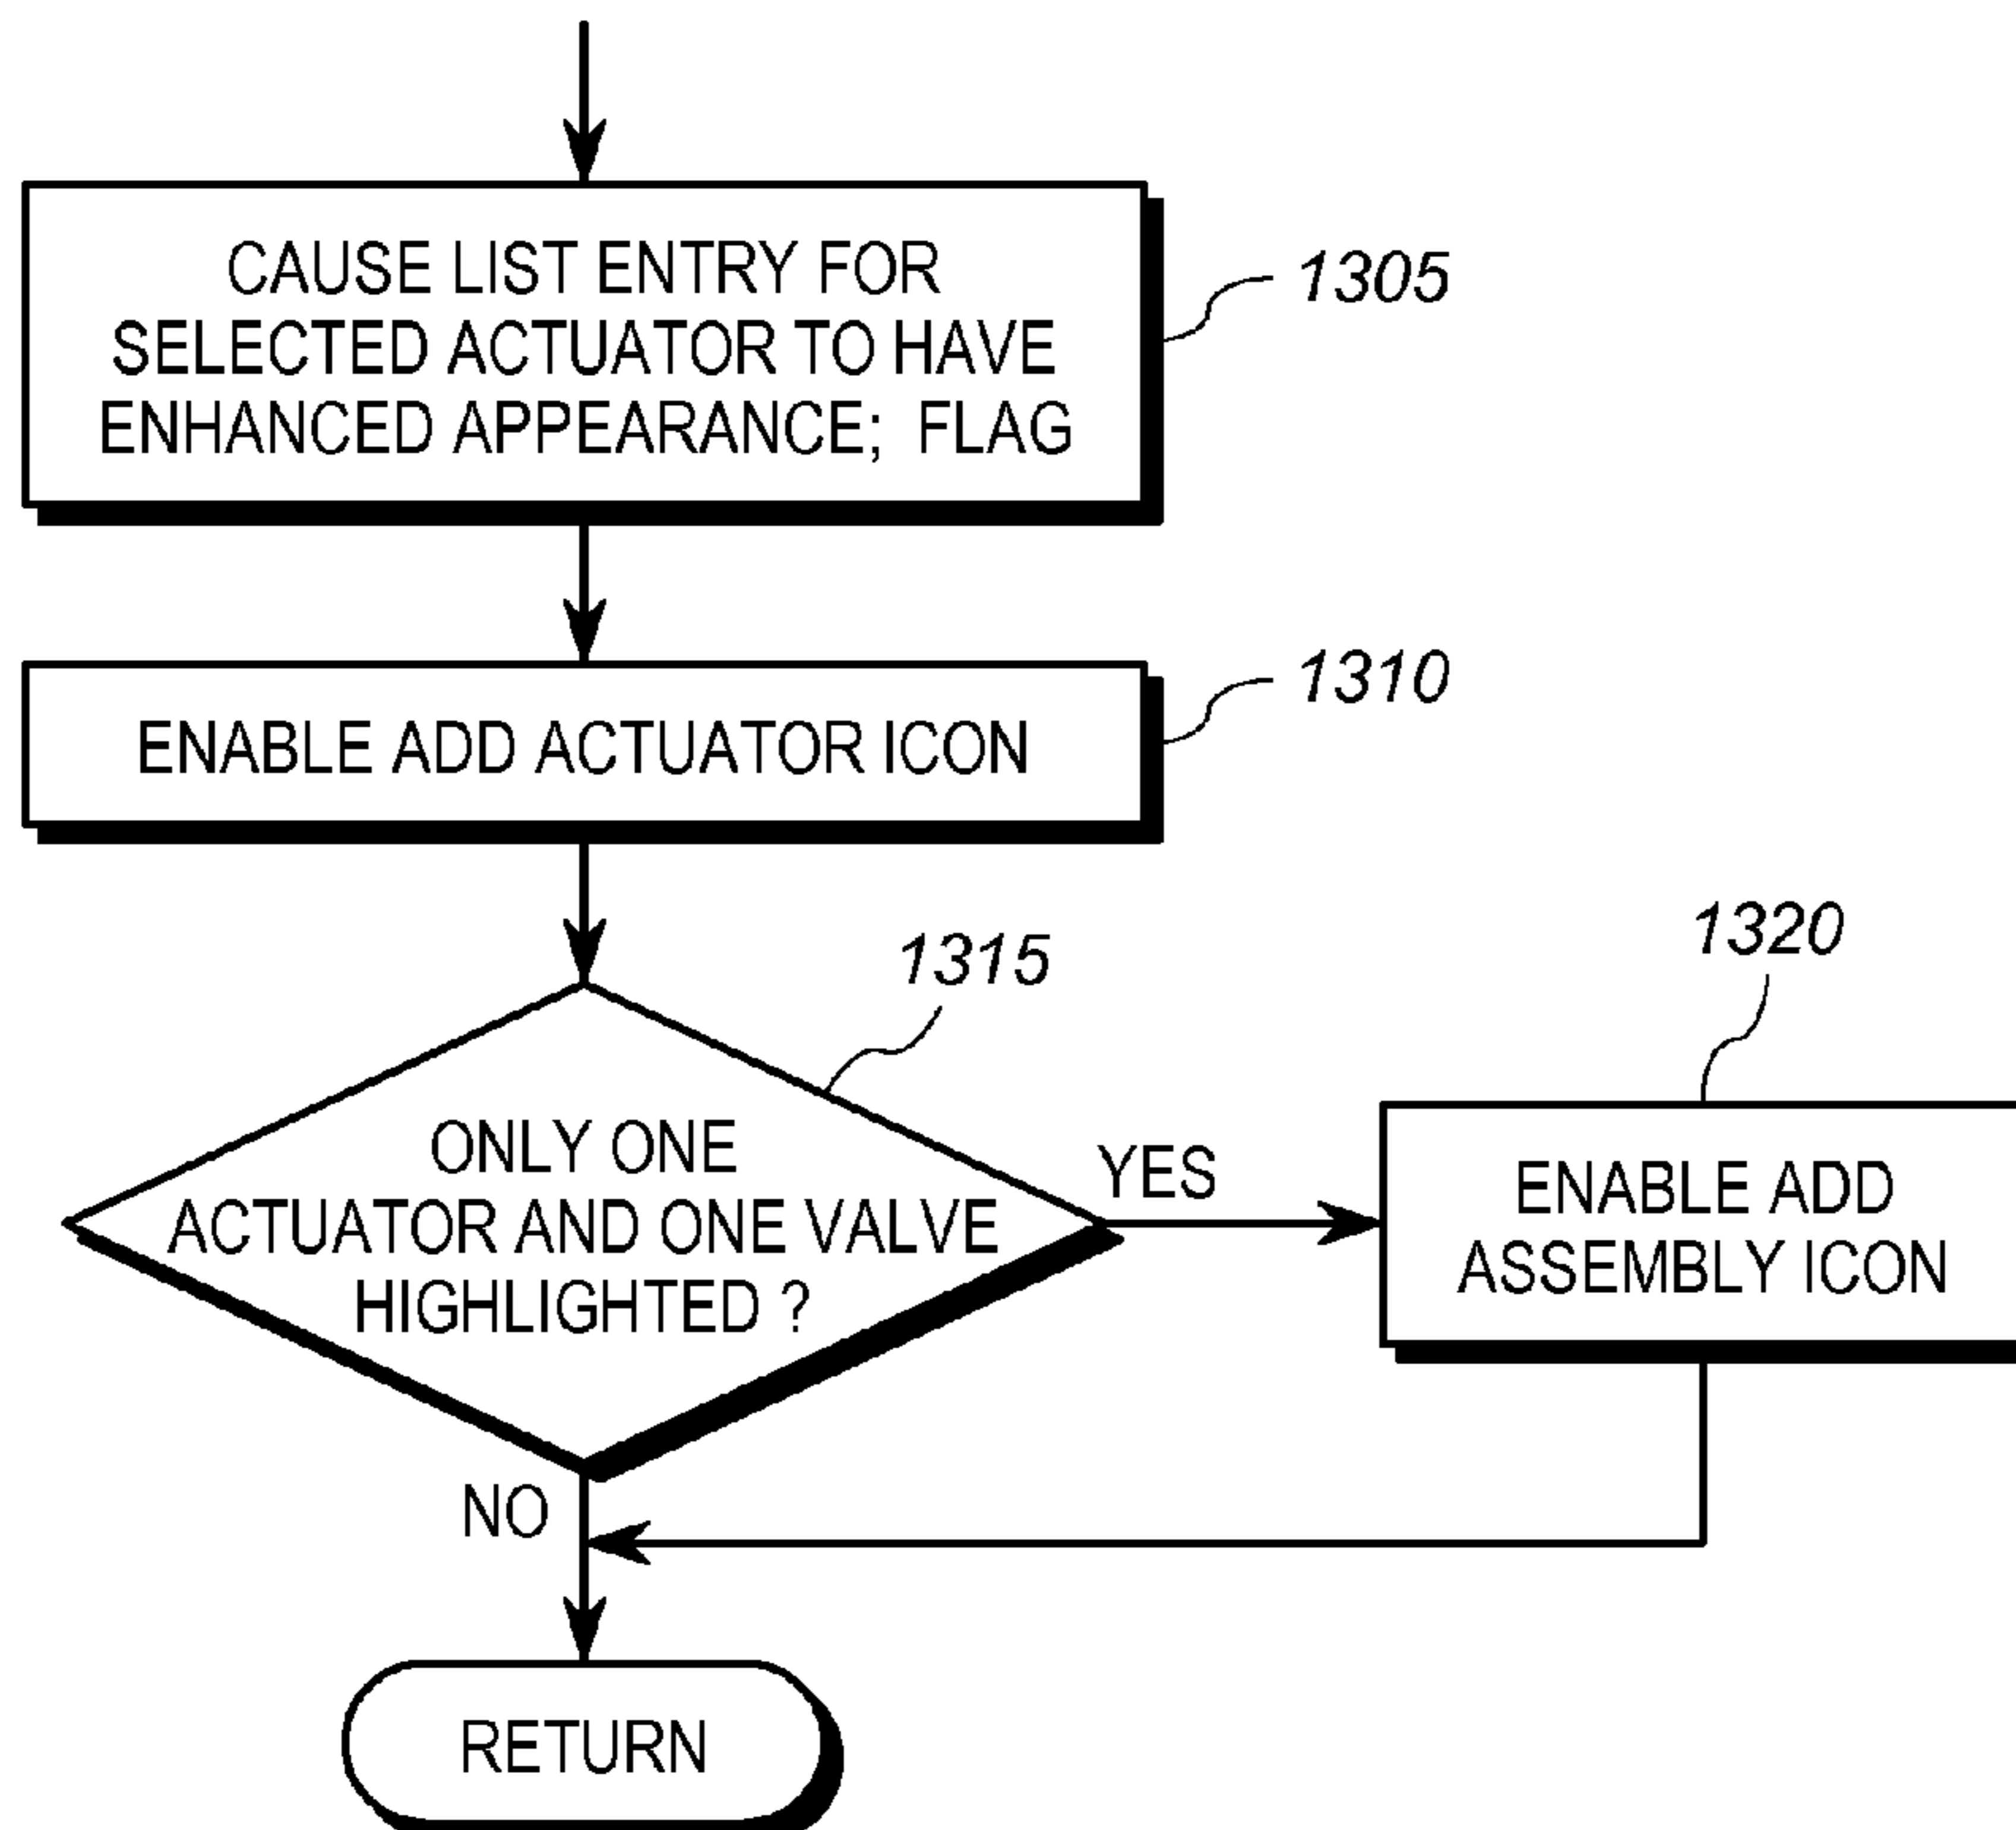 CAUSE LIST ENTRY FOR
SELECTED ACTUATOR TO HAVE
ENHANCED APPEARANCE; FLAG
1305
ENABLE ADD ACTUATOR ICON
1310
1315
ONLY ONE
ACTUATOR AND ONE VALVE
HIGHLIGHTED ?
YES
1320
ENABLE ADD
ASSEMBLY ICON
NO
RETURN